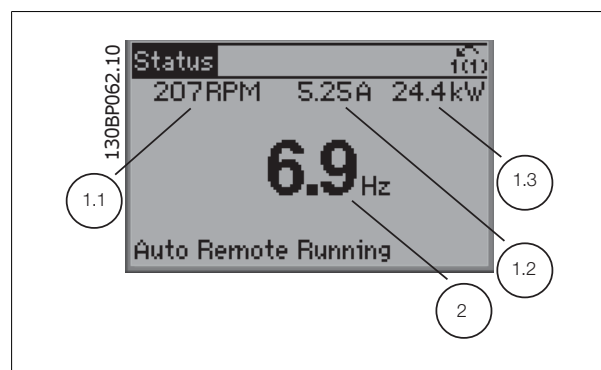 130BP062.10
Status
1(1)
207RPM 5.25A 24.4kW
6.9Hz
Auto Remote Running
1.1
1.3
1.2
2